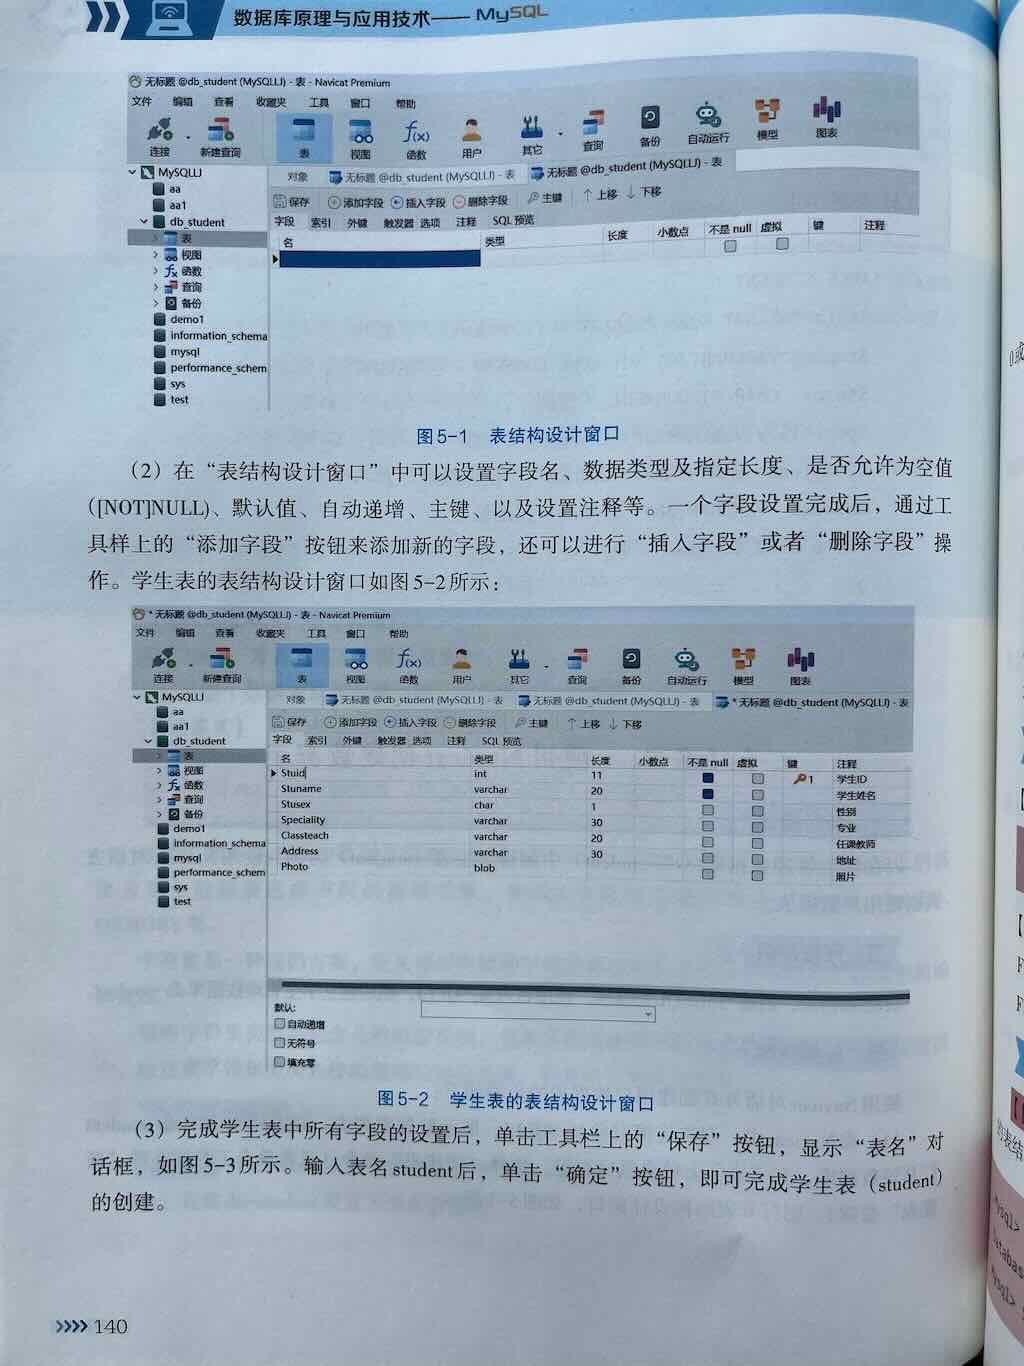 数据库原理与应用技术—— MySQL
无标题 @db_student (MySQLLJ) - 表 - Navicat Premium
文件 编辑 查看 收藏夹 工具 窗口 帮助
连接 新建查询 表 视图 函数 用户 其它 查询 备份 自动运行 模型 图表
MySQLLJ
aa
aa1
db_student
表
视图
函数
查询
备份
demo1
information_schema
mysql
performance_schem
sys
test
对象 无标题 @db_student (MySQLLJ) - 表 无标题 @db_student (MySQLLJ) - 表
保存 添加字段 插入字段 删除字段 主键 ↑上移 ↓下移
字段 索引 外键 触发器 选项 注释 SQL 预览
名 类型 长度 小数点 不是 null 虚拟 键 注释
图5-1 表结构设计窗口
（2）在“表结构设计窗口”中可以设置字段名、数据类型及指定长度、是否允许为空值
([NOT]NULL)、默认值、自动递增、主键、以及设置注释等。一个字段设置完成后，通过工
具样上的“添加字段”按钮来添加新的字段，还可以进行“插入字段”或者“删除字段”操
作。学生表的表结构设计窗口如图5-2所示：
* 无标题 @db_student (MySQLLJ) - 表 - Navicat Premium
文件 编辑 查看 收藏夹 工具 窗口 帮助
连接 新建查询 表 视图 函数 用户 其它 查询 备份 自动运行 模型 图表
MySQLLJ
aa
aa1
db_student
表
视图
函数
查询
备份
demo1
information_schema
mysql
performance_schem
sys
test
对象 无标题 @db_student (MySQLLJ) - 表 无标题 @db_student (MySQLLJ) - 表 * 无标题 @db_student (MySQLLJ) - 表
保存 添加字段 插入字段 删除字段 主键 ↑上移 ↓下移
字段 索引 外键 触发器 选项 注释 SQL 预览
名 类型 长度 小数点 不是 null 虚拟 键 注释
Stuid int 11 1 学生ID
Stuname varchar 20 学生姓名
Stusex char 1 性别
Speciality varchar 30 专业
Classteach varchar 20 任课教师
Address varchar 30 地址
Photo blob 照片
默认:
自动递增
无符号
填充零
图5-2 学生表的表结构设计窗口
（3）完成学生表中所有字段的设置后，单击工具栏上的“保存”按钮，显示“表名”对
话框，如图5-3所示。输入表名student后，单击“确定”按钮，即可完成学生表（student）
的创建。
140